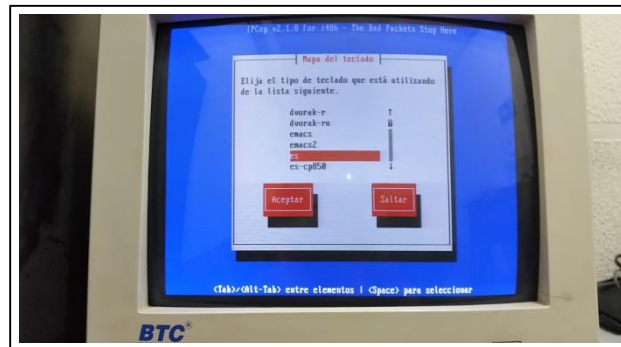 IPCop v2.1.8 for i486 - The Bad Packets Stop Here
Mapa del teclado
Elija el tipo de teclado que está utilizando
de la lista siguiente.
dvorak-r
dvorak-ru
emacs
emacs2
es
es-cp850
Aceptar Saltar
<Tab>/<Alt-Tab> entre elementos | <Space> para seleccionar
BTC®